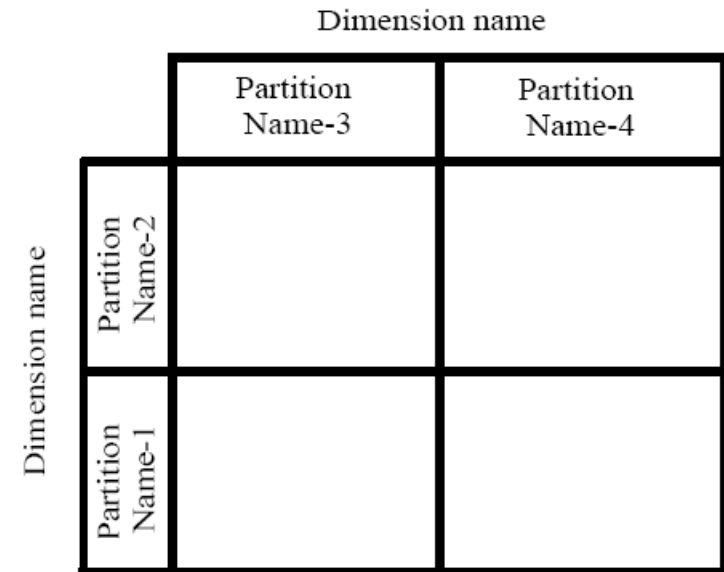 Dimension name
Partition
Name-3
Partition
Name-4
Dimension name
Partition
Name-2
Partition
Name-1